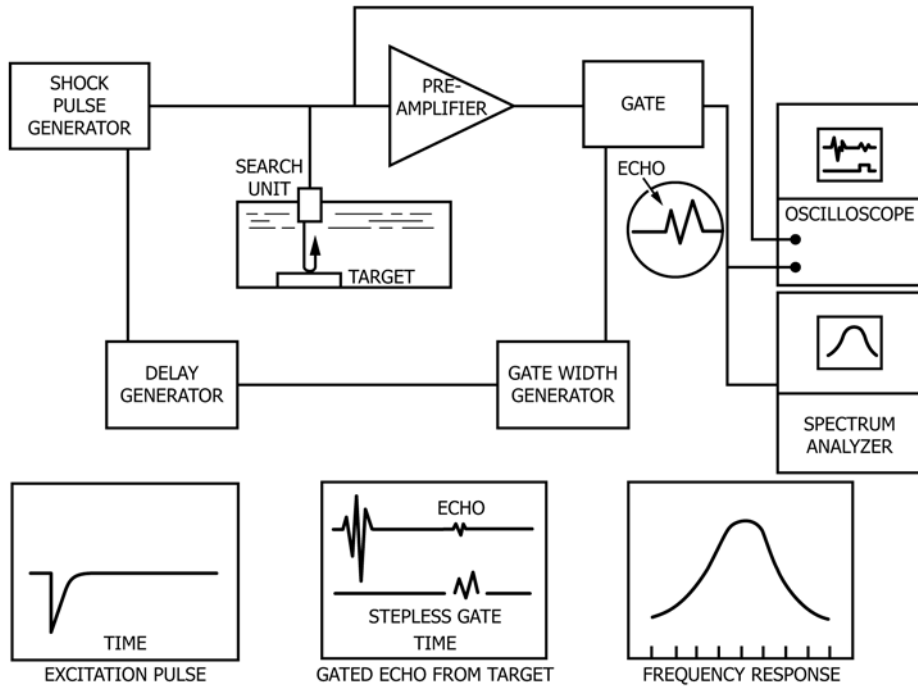 SHOCK
PULSE
GENERATOR
PRE-
AMPLIFIER
GATE
SEARCH
UNIT
TARGET
ECHO
OSCILLOSCOPE
DELAY
GENERATOR
GATE WIDTH
GENERATOR
SPECTRUM
ANALYZER
TIME
EXCITATION PULSE
ECHO
STEPLESS GATE
TIME
GATED ECHO FROM TARGET
FREQUENCY RESPONSE